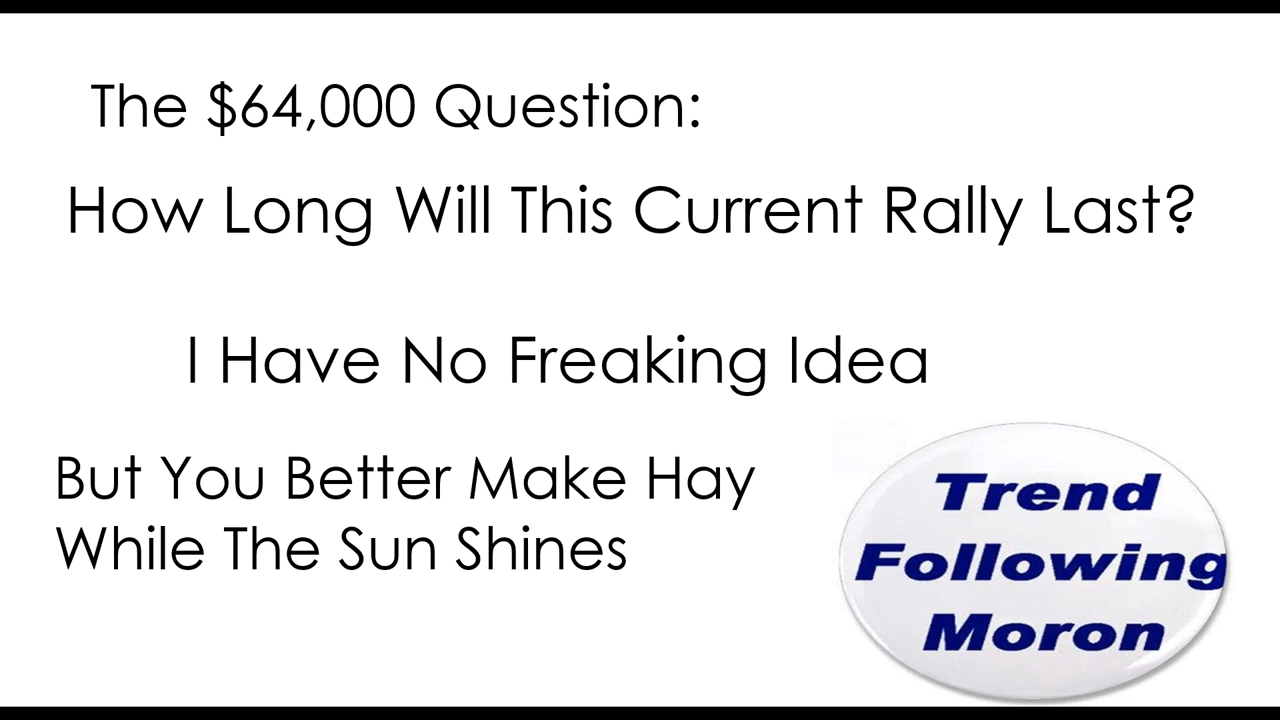 The $64,000 Question:
How Long Will This Current Rally Last?
I Have No Freaking Idea
But You Better Make Hay
While The Sun Shines
Trend
Following
Moron